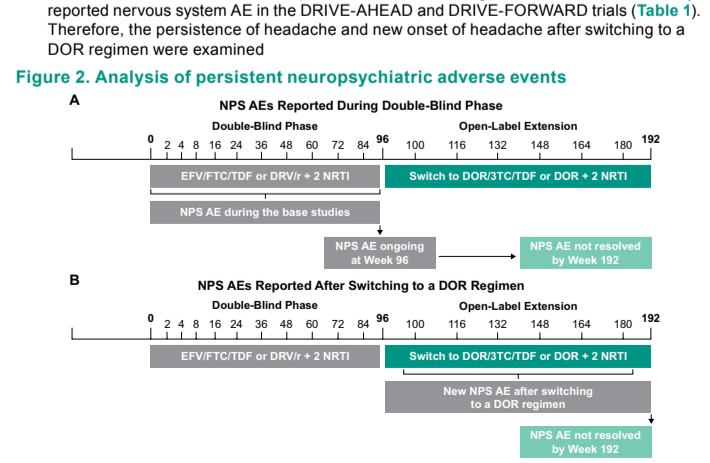 reported nervous system AE in the DRIVE-AHEAD and DRIVE-FORWARD trials (Table 1).
Therefore, the persistence of headache and new onset of headache after switching to a
DOR regimen were examined
Figure 2. Analysis of persistent neuropsychiatric adverse events
A
NPS AEs Reported During Double-Blind Phase
Double-Blind Phase Open-Label Extension
0 2 4 8 16 24 36 48 60 72 84 96 100 116 132 148 164 180 192
EFV/FTC/TDF or DRV/r + 2 NRTI Switch to DOR/3TC/TDF or DOR + 2 NRTI
NPS AE during the base studies
NPS AE ongoing
at Week 96
NPS AE not resolved
by Week 192
B
NPS AEs Reported After Switching to a DOR Regimen
Double-Blind Phase Open-Label Extension
0 2 4 8 16 24 36 48 60 72 84 96 100 116 132 148 164 180 192
EFV/FTC/TDF or DRV/r + 2 NRTI Switch to DOR/3TC/TDF or DOR + 2 NRTI
New NPS AE after switching
to a DOR regimen
NPS AE not resolved
by Week 192